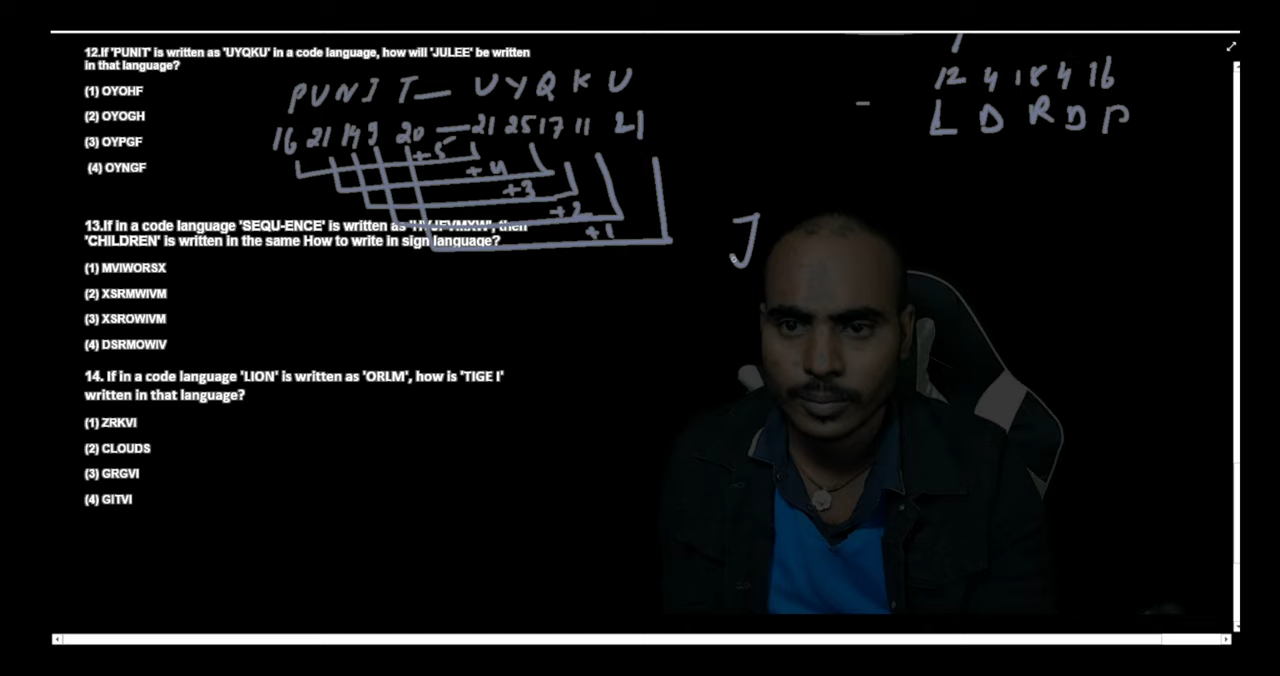 12.If 'PUNIT' is written as 'UYQKU' in a code language, how will 'JULEE' be written
in that language?
(1) OYOHF
(2) OYOGH
(3) OYPGF
(4) OYNGF
PUNIT — UYQKU
16 21 14 9 20 — 21 25 17 11 21
+5
+4
+3
+2
+1
12 4 18 4 16
L D R D P
J
13.If in a code language 'SEQU-ENCE' is written as 'HVJFVMXW', then
'CHILDREN' is written in the same How to write in sign language?
(1) MVIWORSX
(2) XSRMWIVM
(3) XSROWIVM
(4) DSRMOWIV
14. If in a code language 'LION' is written as 'ORLM', how is 'TIGE I'
written in that language?
(1) ZRKVI
(2) CLOUDS
(3) GRGVI
(4) GITVI